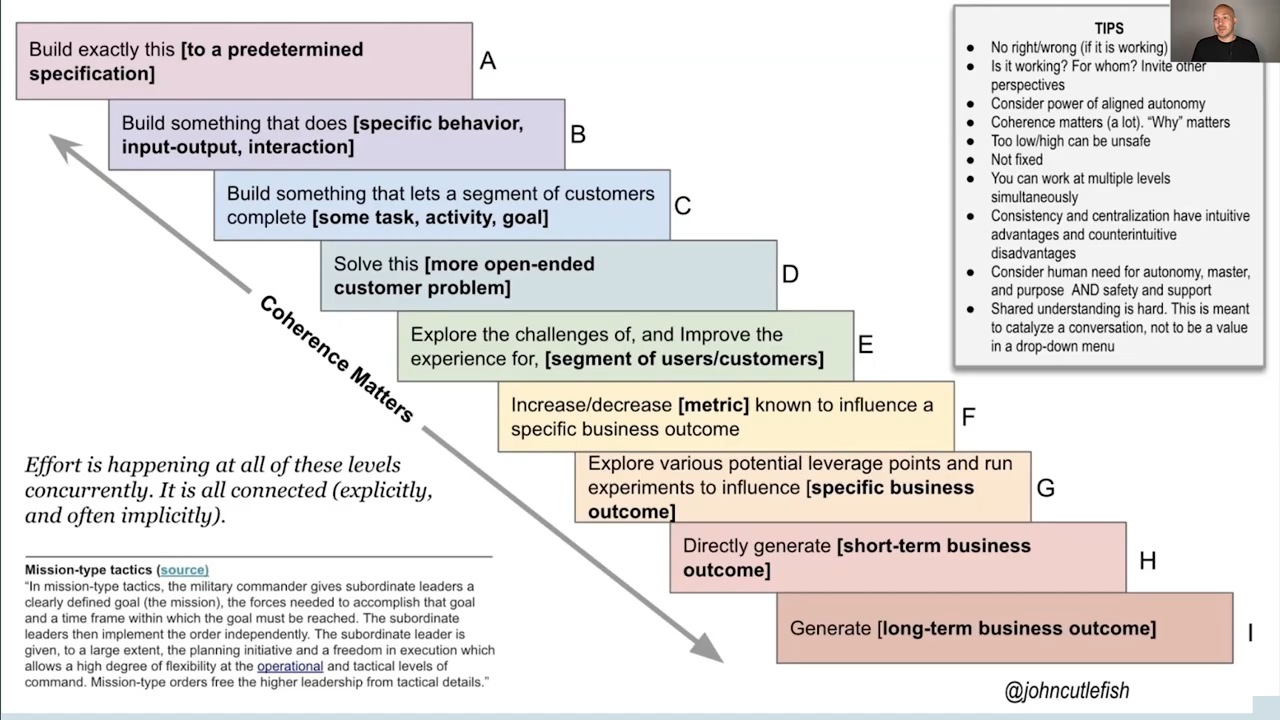 Build exactly this [to a predetermined
specification]
A
Build something that does [specific behavior,
input-output, interaction]
B
Build something that lets a segment of customers
complete [some task, activity, goal]
C
Solve this [more open-ended
customer problem]
D
Explore the challenges of, and Improve the
experience for, [segment of users/customers]
E
Increase/decrease [metric] known to influence a
specific business outcome
F
Explore various potential leverage points and run
experiments to influence [specific business
outcome]
G
Directly generate [short-term business
outcome]
H
Generate [long-term business outcome]
I
Coherence Matters
Effort is happening at all of these levels
concurrently. It is all connected (explicitly,
and often implicitly).
Mission-type tactics (source)
“In mission-type tactics, the military commander gives subordinate leaders a
clearly defined goal (the mission), the forces needed to accomplish that goal
and a time frame within which the goal must be reached. The subordinate
leaders then implement the order independently. The subordinate leader is
given, to a large extent, the planning initiative and a freedom in execution which
allows a high degree of flexibility at the operational and tactical levels of
command. Mission-type orders free the higher leadership from tactical details.”
TIPS
● No right/wrong (if it is working)
● Is it working? For whom? Invite other
perspectives
● Consider power of aligned autonomy
● Coherence matters (a lot). “Why” matters
● Too low/high can be unsafe
● Not fixed
● You can work at multiple levels
simultaneously
● Consistency and centralization have intuitive
advantages and counterintuitive
disadvantages
● Consider human need for autonomy, master,
and purpose AND safety and support
● Shared understanding is hard. This is meant
to catalyze a conversation, not to be a value
in a drop-down menu
@johncutlefish